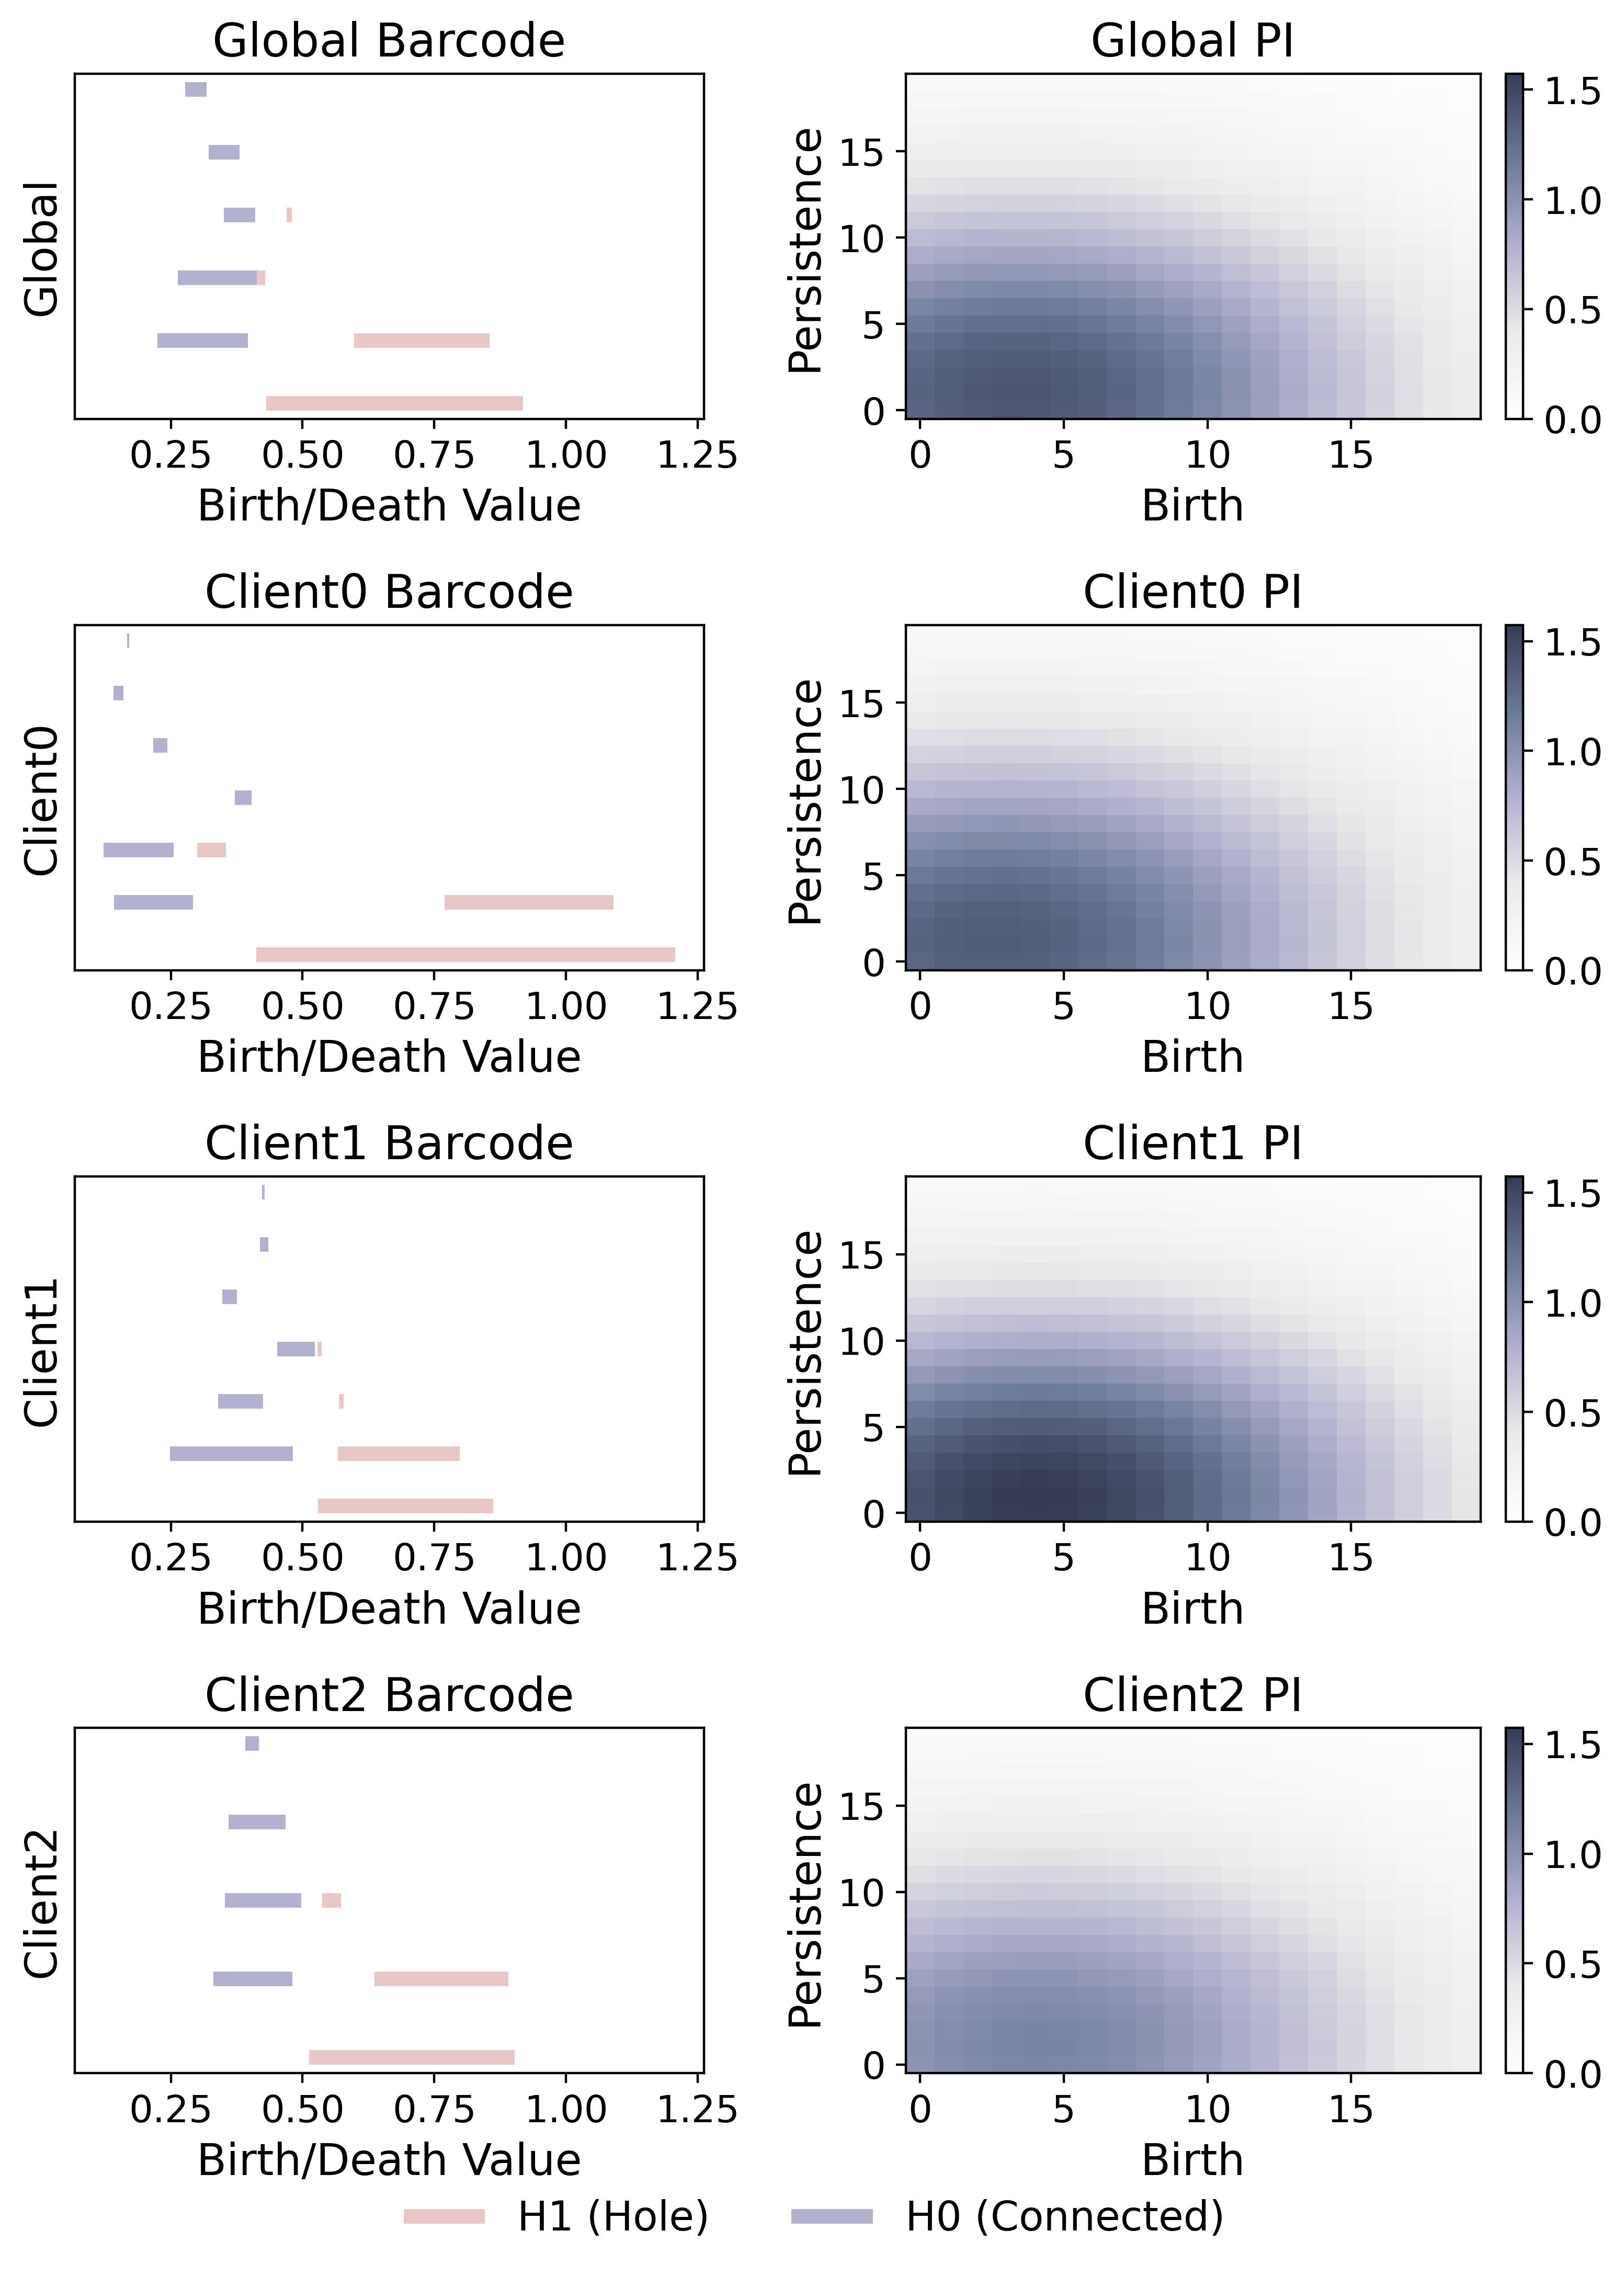 Global Barcode
Global
0.25 0.50 0.75 1.00 1.25
Birth/Death Value
Global PI
Persistence
15
10
5
0
0 5 10 15
Birth
1.5
1.0
0.5
0.0
Client0 Barcode
Client0
0.25 0.50 0.75 1.00 1.25
Birth/Death Value
Client0 PI
Persistence
15
10
5
0
0 5 10 15
Birth
1.5
1.0
0.5
0.0
Client1 Barcode
Client1
0.25 0.50 0.75 1.00 1.25
Birth/Death Value
Client1 PI
Persistence
15
10
5
0
0 5 10 15
Birth
1.5
1.0
0.5
0.0
Client2 Barcode
Client2
0.25 0.50 0.75 1.00 1.25
Birth/Death Value
Client2 PI
Persistence
15
10
5
0
0 5 10 15
Birth
1.5
1.0
0.5
0.0
H1 (Hole) H0 (Connected)